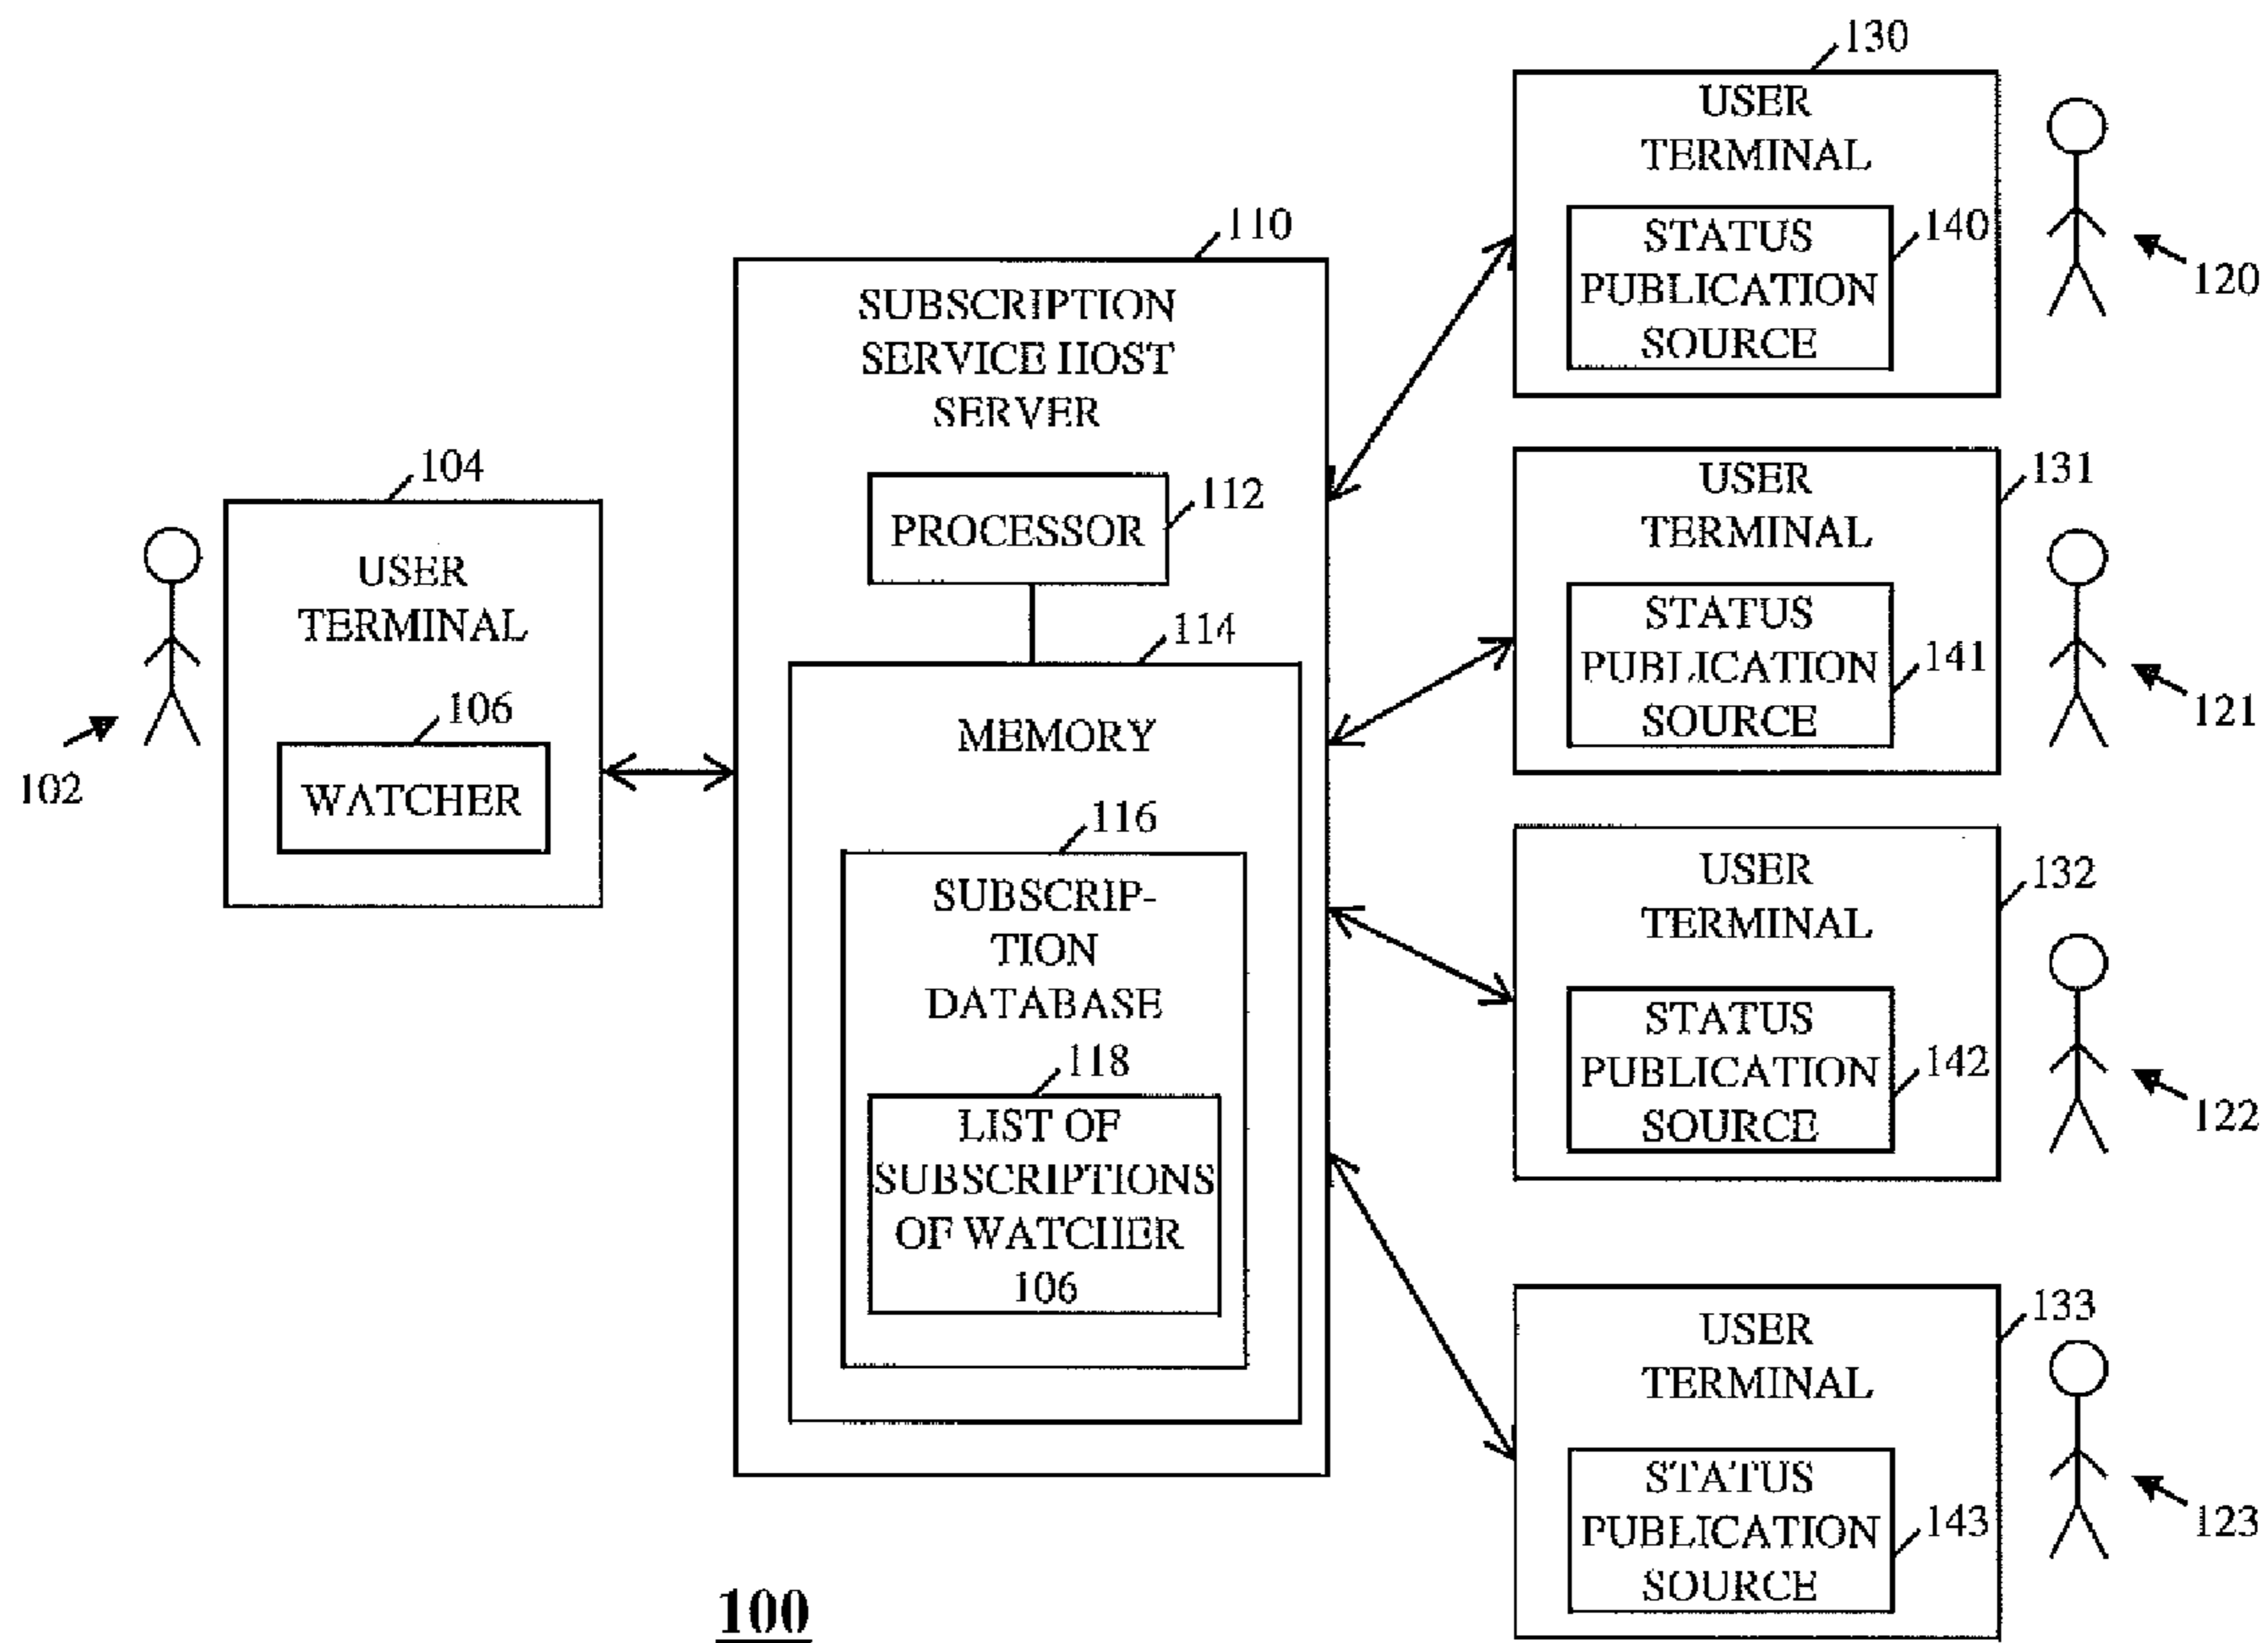 104
USER
TERMINAL
106
WATCHER
102
110
SUBSCRIPTION
SERVICE HOST
SERVER
PROCESSOR
112
114
MEMORY
116
SUBSCRIP-
TION
DATABASE
118
LIST OF
SUBSCRIPTIONS
OF WATCHER
106
130
USER
TERMINAL
STATUS
PUBLICATION
SOURCE
140
120
131
USER
TERMINAL
STATUS
PUBLICATION
SOURCE
141
121
132
USER
TERMINAL
STATUS
PUBLICATION
SOURCE
142
122
133
USER
TERMINAL
STATUS
PUBLICATION
SOURCE
143
123
100